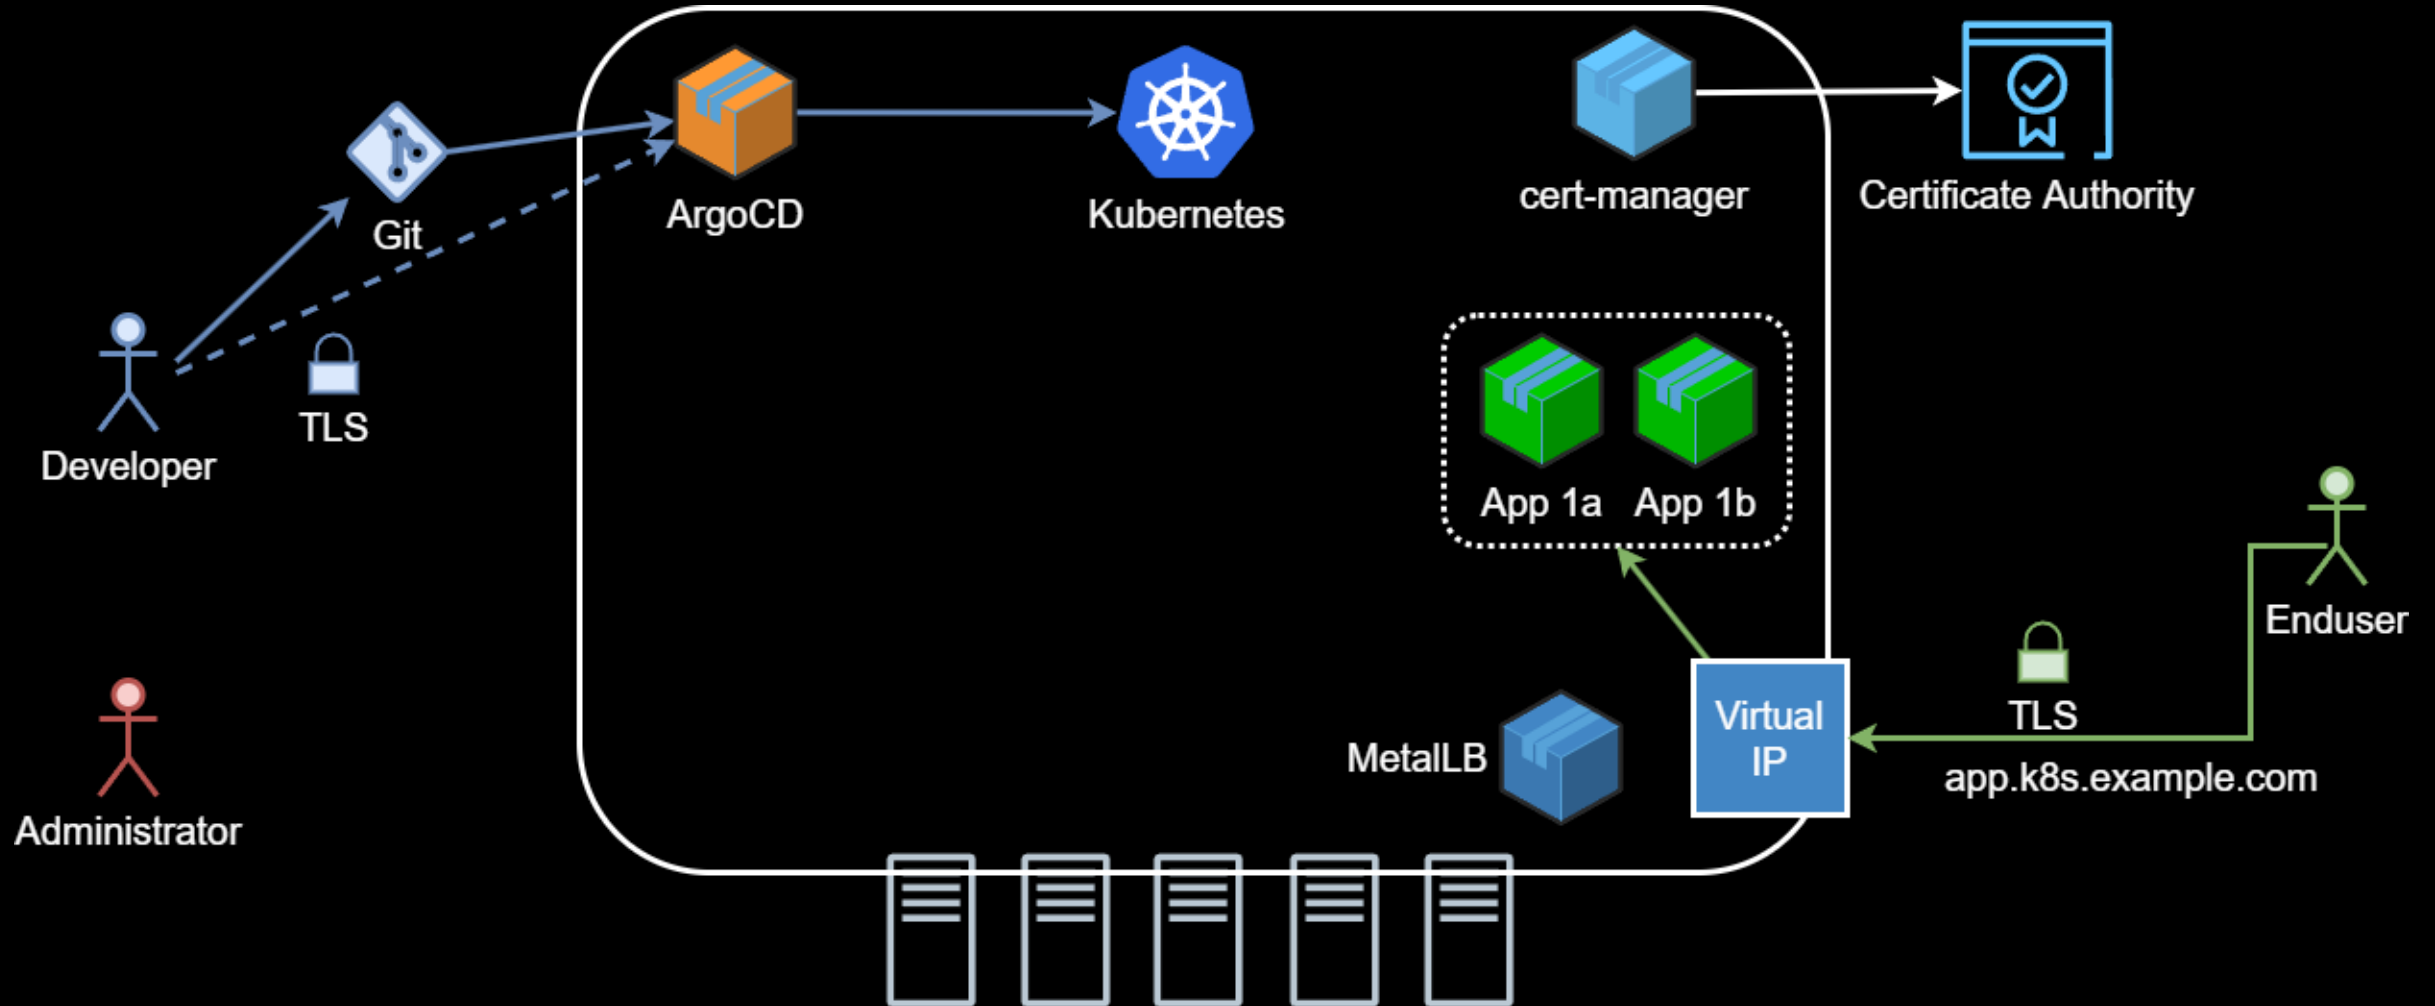 Git
ArgoCD
Kubernetes
cert-manager
Certificate Authority
TLS
Developer
App 1a
App 1b
Enduser
Administrator
MetalLB
Virtual
IP
TLS
app.k8s.example.com